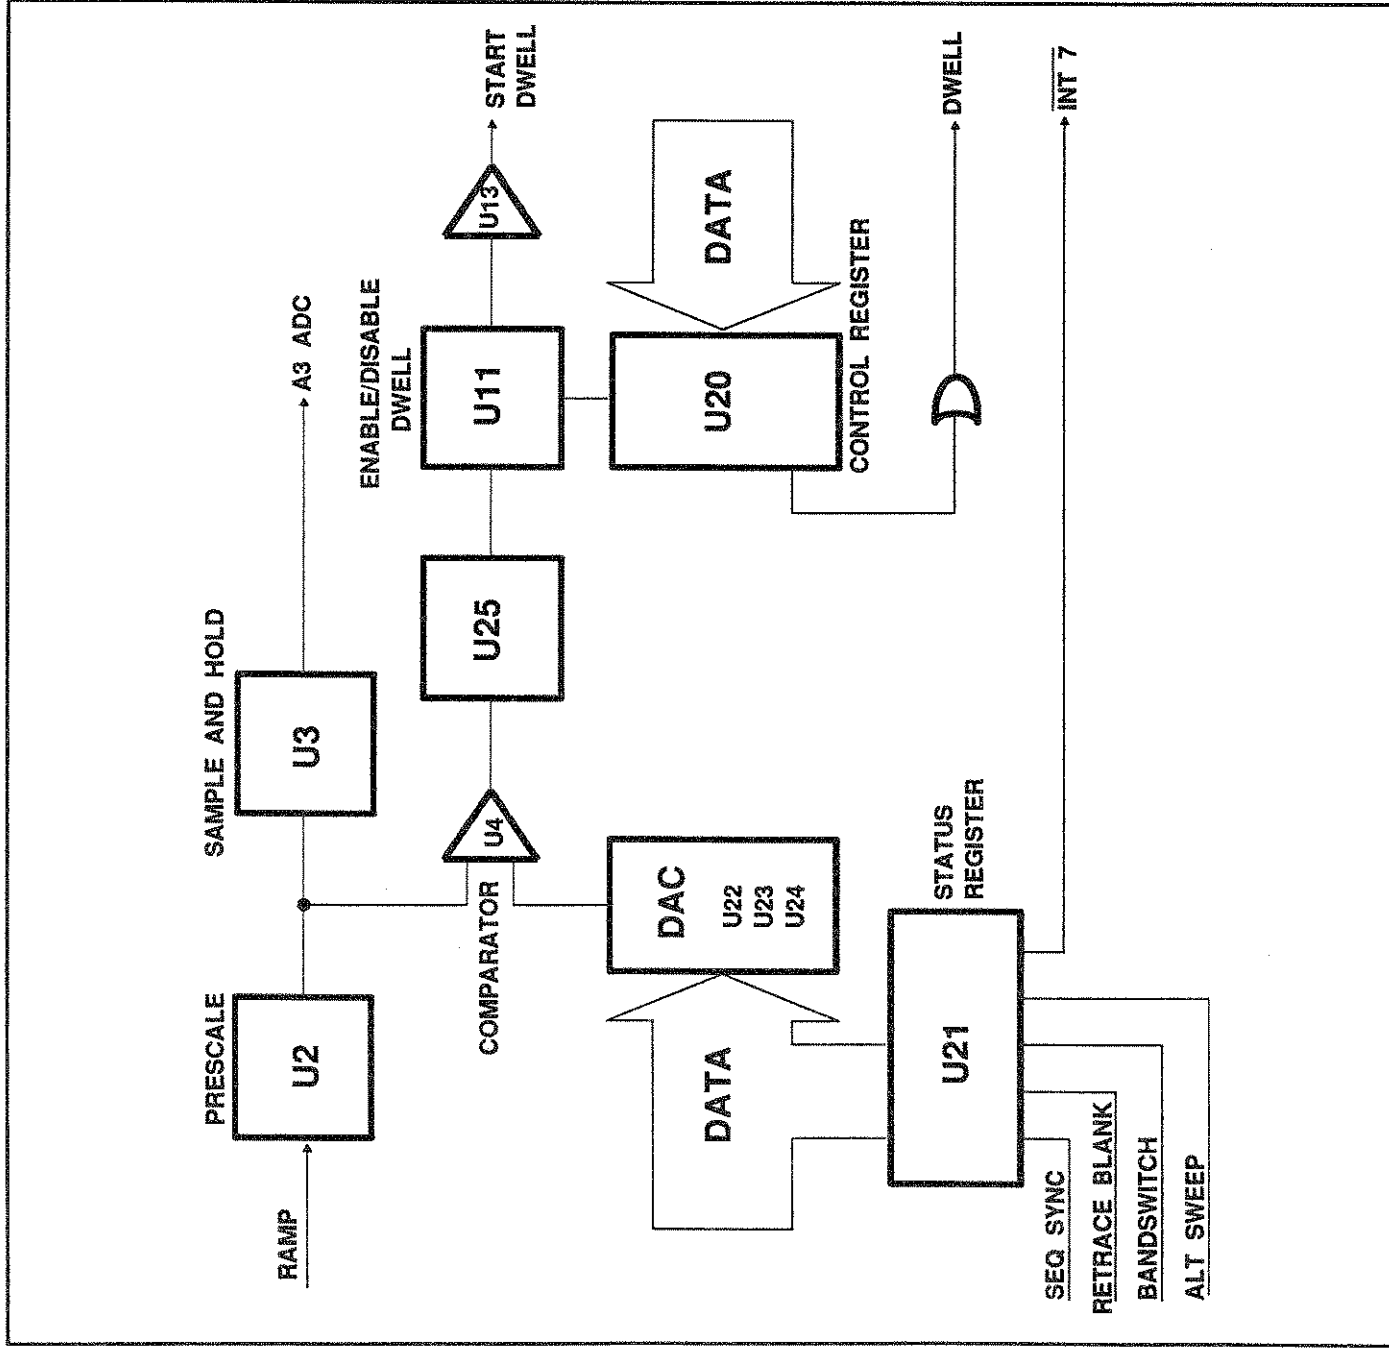 RAMP
PRESCALE
U2
SAMPLE AND HOLD
U3
A3 ADC
COMPARATOR
U4
U25
ENABLE/DISABLE
DWELL
U11
U13
START
DWELL
DATA
DAC
U22
U23
U24
U20
CONTROL REGISTER
DATA
DWELL
STATUS
REGISTER
U21
SEQ SYNC
RETRACE BLANK
BANDSWITCH
ALT SWEEP
INT 7